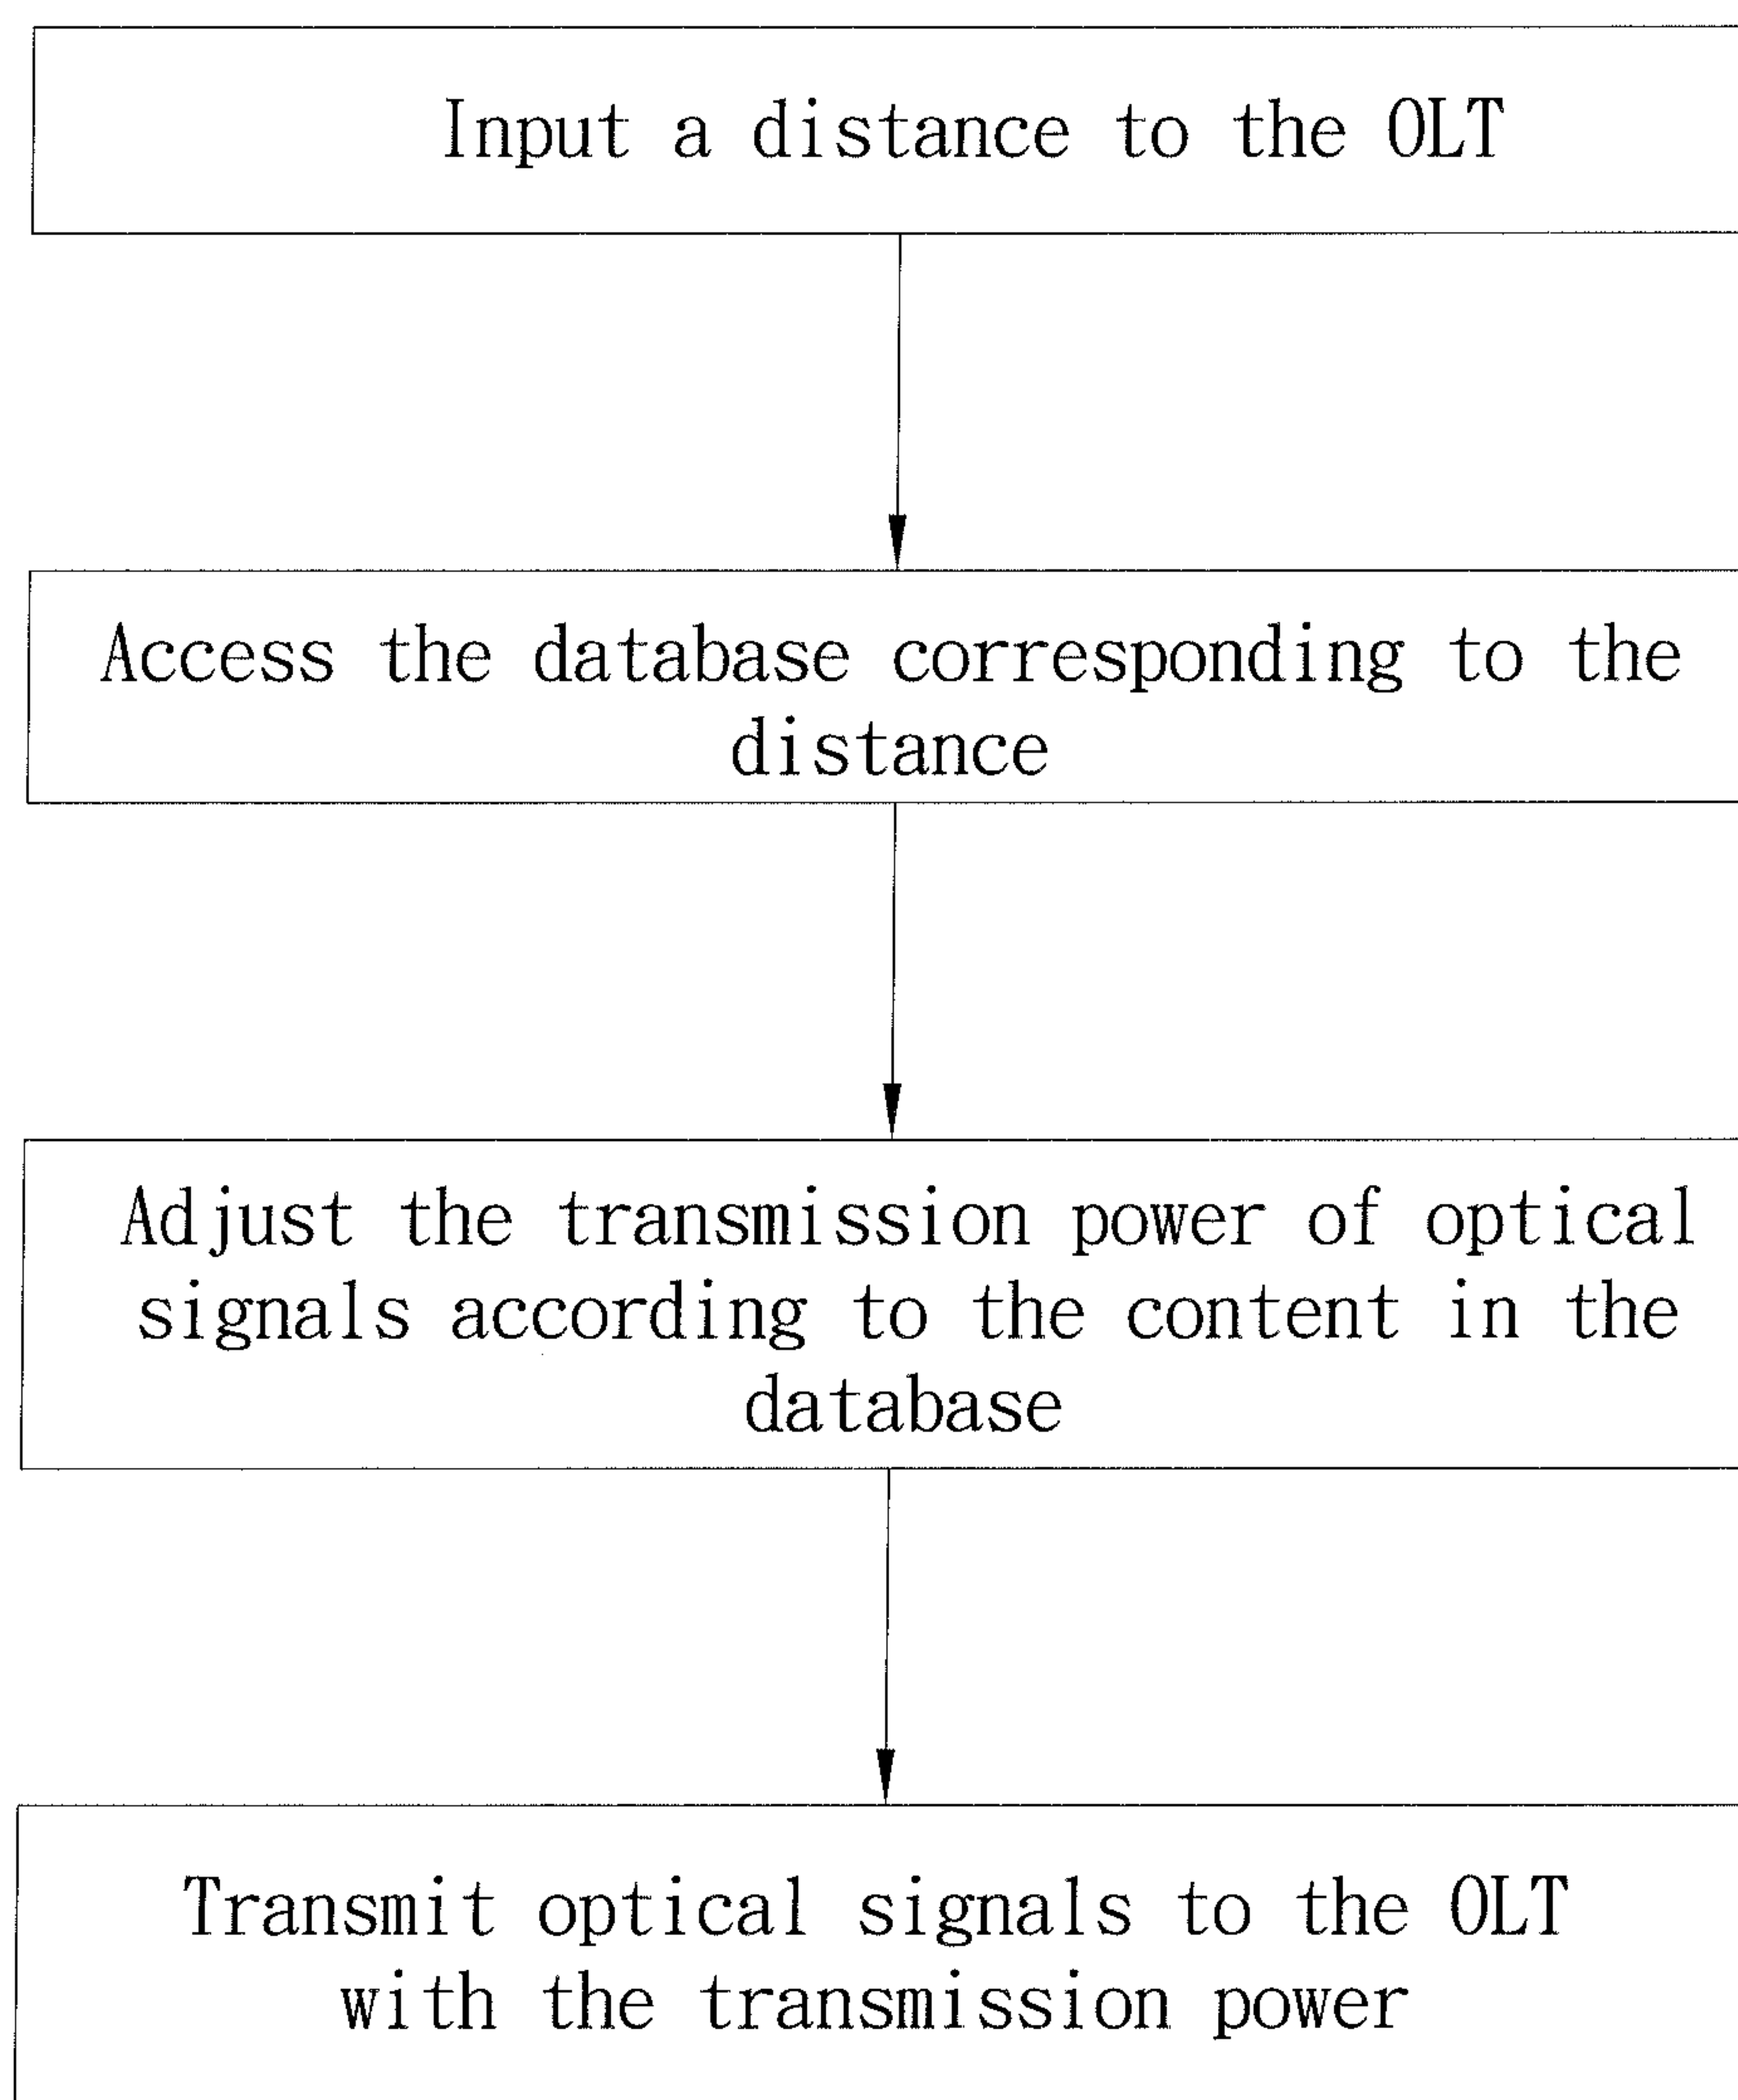 Input a distance to the OLT
Access the database corresponding to the
distance
Adjust the transmission power of optical
signals according to the content in the
database
Transmit optical signals to the OLT
with the transmission power